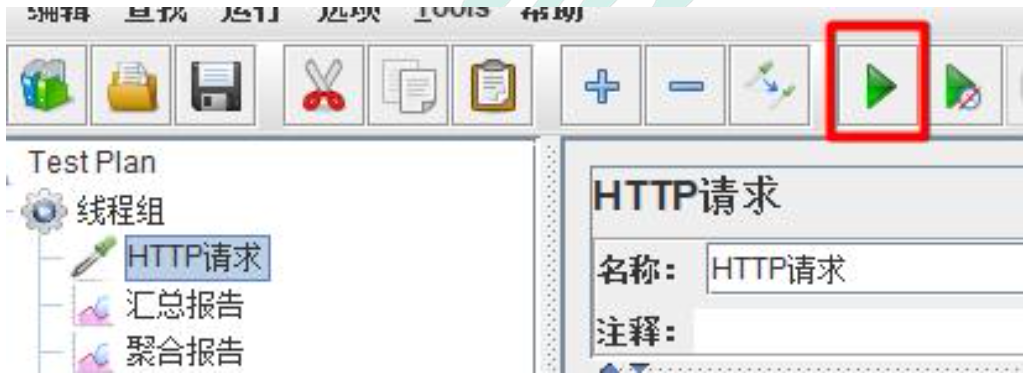 编辑 查找 运行 选项 Tools 帮助
Test Plan
线程组
HTTP请求
汇总报告
聚合报告
HTTP请求
名称： HTTP请求
注释：